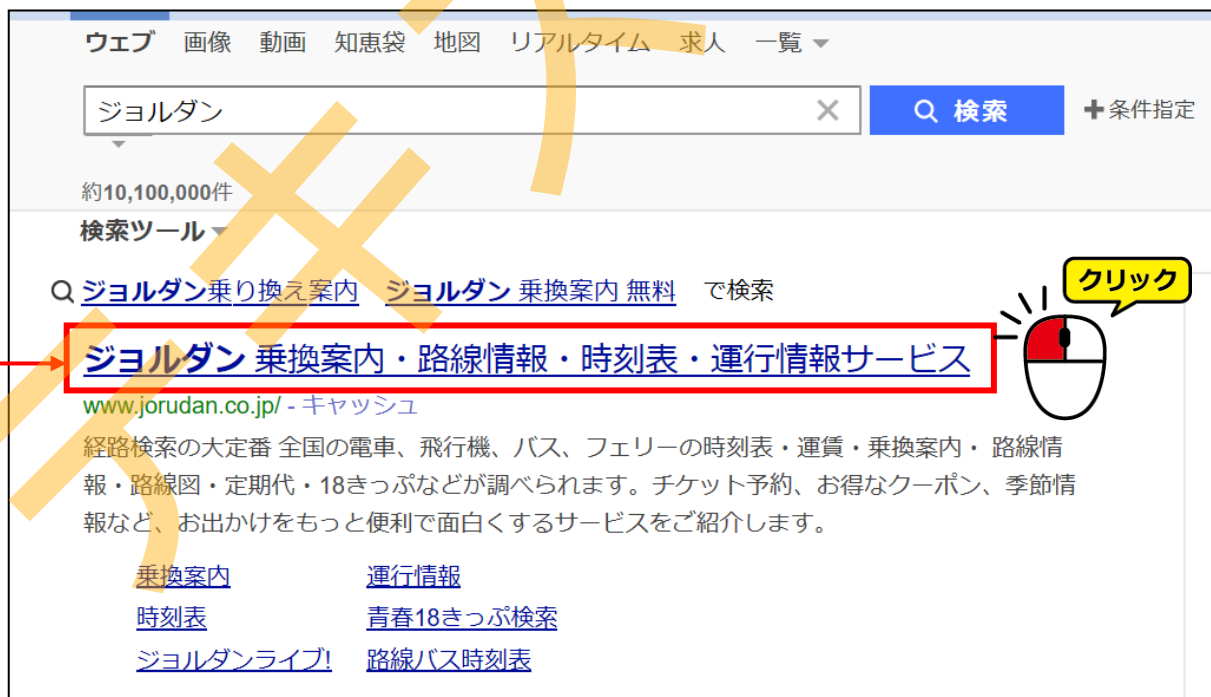 ウェブ 画像 動画 知恵袋 地図 リアルタイム 求人 一覧
ジョルダン
検索
条件指定
約10,100,000件
検索ツール
ジョルダン乗り換え案内 ジョルダン 乗換案内 無料 で検索
クリック
ジョルダン 乗換案内・路線情報・時刻表・運行情報サービス
www.jorudan.co.jp/ - キャッシュ
経路検索の大定番 全国の電車、飛行機、バス、フェリーの時刻表・運賃・乗換案内・ 路線情
報・路線図・定期代・18きっぷなどが調べられます。チケット予約、お得なクーポン、季節情
報など、お出かけをもっと便利で面白くするサービスをご紹介します。
乗換案内 運行情報
時刻表 青春18きっぷ検索
ジョルダンライブ! 路線バス時刻表